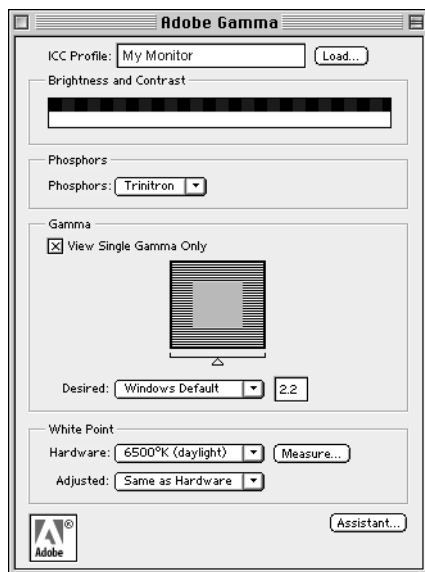 Adobe Gamma
ICC Profile: My Monitor Load...
Brightness and Contrast
Phosphors
Phosphors: Trinitron
Gamma
View Single Gamma Only
Desired: Windows Default 2.2
White Point
Hardware: 6500°K (daylight) Measure...
Adjusted: Same as Hardware
Assistant...
A®
Adobe